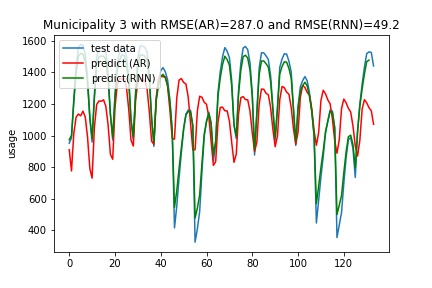 Municipality 3 with RMSE(AR)=287.0 and RMSE(RNN)=49.2
test data
predict (AR)
predict(RNN)
usage
1600
1400
1200
1000
800
600
400
0 20 40 60 80 100 120